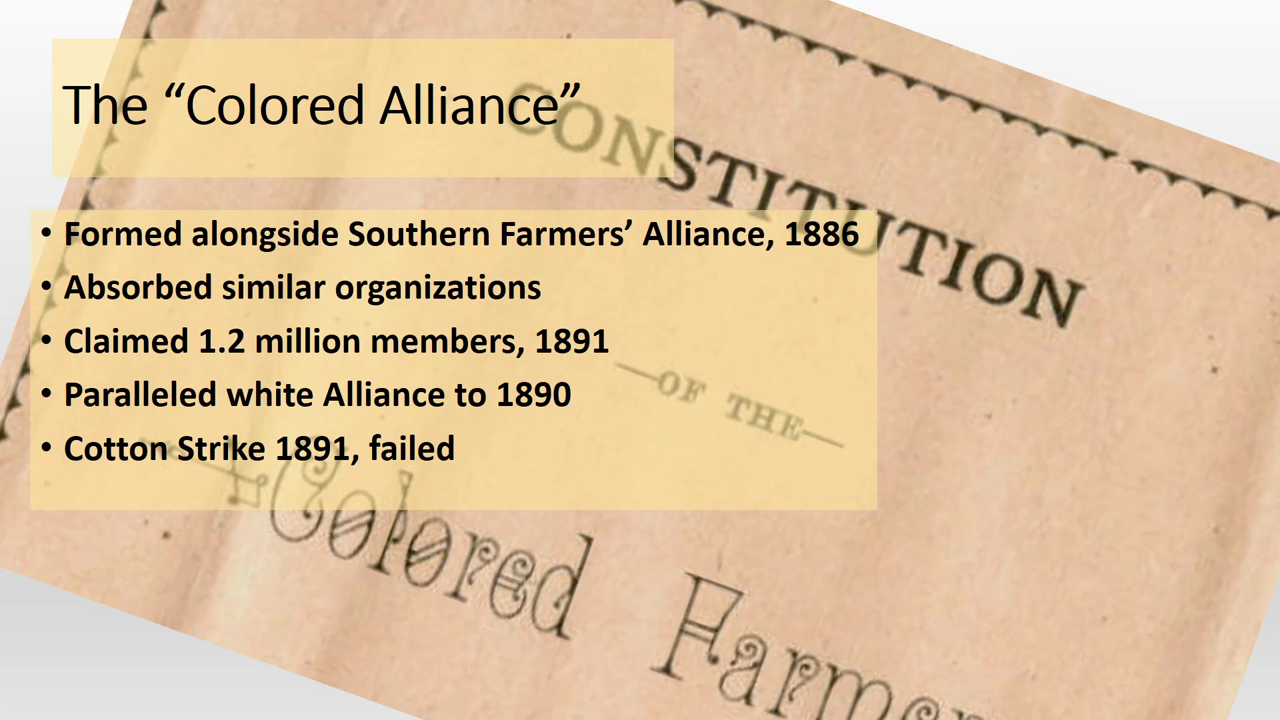 The “Colored Alliance”
CONSTITUTION
• Formed alongside Southern Farmers’ Alliance, 1886
• Absorbed similar organizations
• Claimed 1.2 million members, 1891
• Paralleled white Alliance to 1890
• Cotton Strike 1891, failed
—OF THE—
Colored Farmer